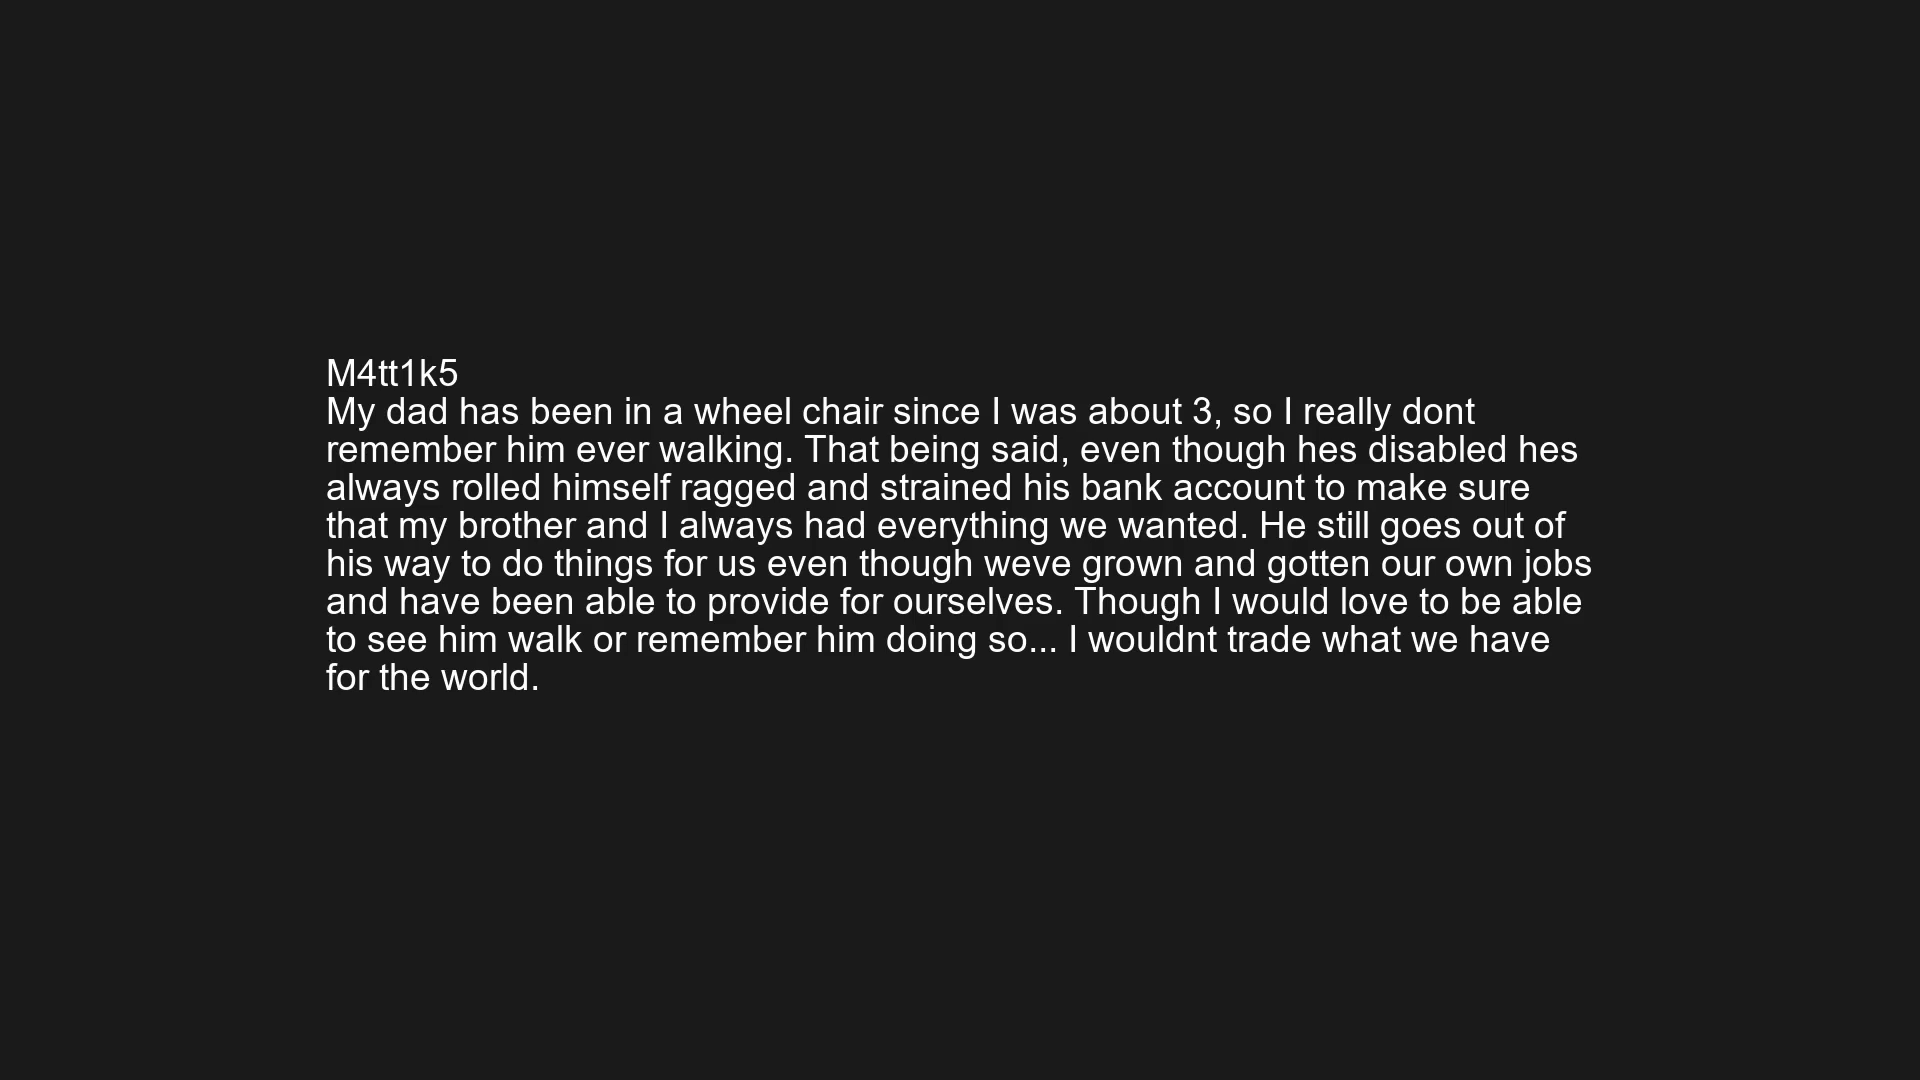 M4tt1k5
My dad has been in a wheel chair since I was about 3, so I really dont
remember him ever walking. That being said, even though hes disabled hes
always rolled himself ragged and strained his bank account to make sure
that my brother and I always had everything we wanted. He still goes out of
his way to do things for us even though weve grown and gotten our own jobs
and have been able to provide for ourselves. Though I would love to be able
to see him walk or remember him doing so... I wouldnt trade what we have
for the world.